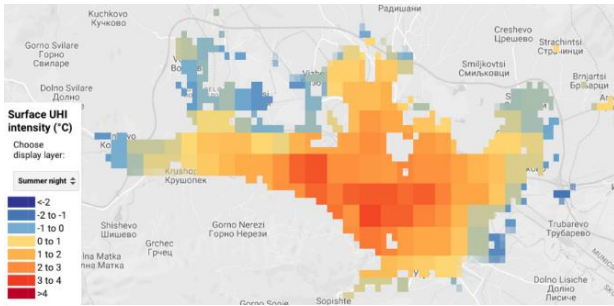 Kuchkovo
Кучково
Радишани
Gorno Svilare
Горно
Свиларе
Creshevo
Црешево
Strachintsi
Страчинци
Smiljkovtsi
Смиљковци
Dolno Svilare
Долно
Surface UHI
intensity (°C)
Choose
display layer:
Summer night
<-2
-2 to -1
-1 to 0
0 to 1
1 to 2
2 to 3
3 to 4
>4
Krushopek
Крушопек
Shishevo
Шишево
Gorno Nerezi
Горно Нерези
Grchec
Грчец
Trubarevo
Трубарево
Dolno Lisiche
Долно
Лисиче
Sopishte